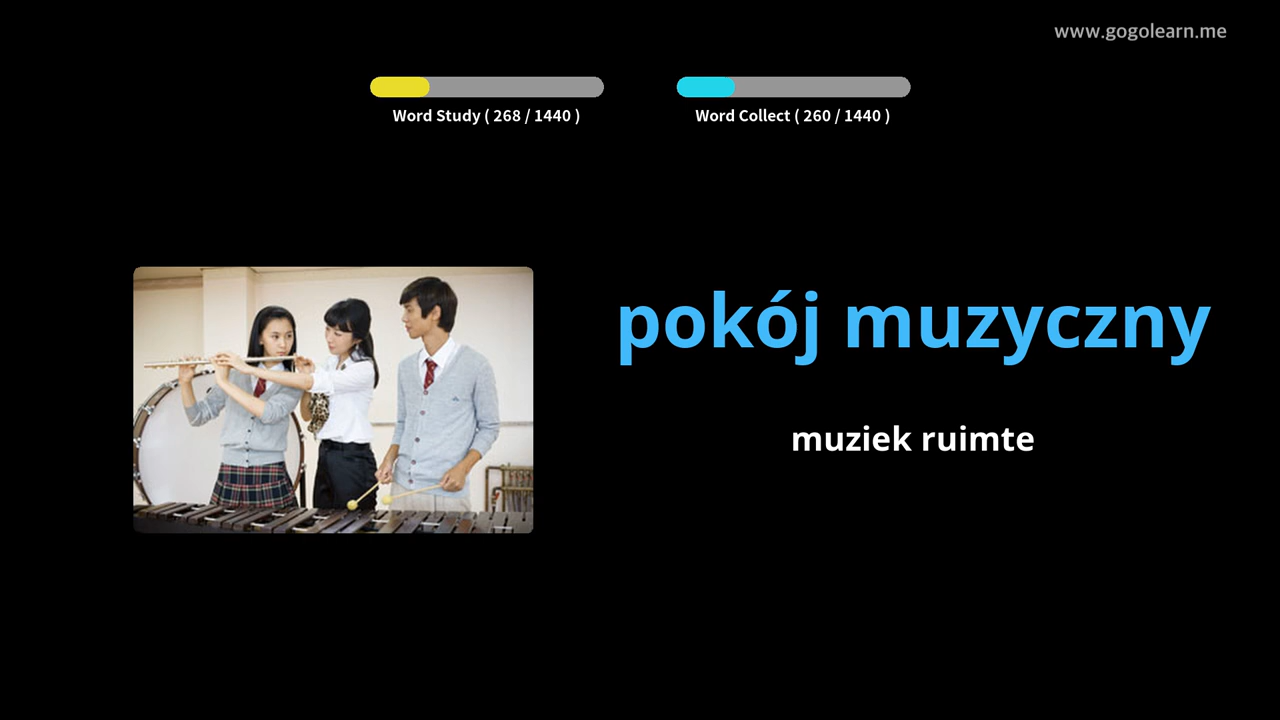 www.gogolearn.me
Word Study ( 268 / 1440 )
Word Collect ( 260 / 1440 )
pokój muzyczny
muziek ruimte